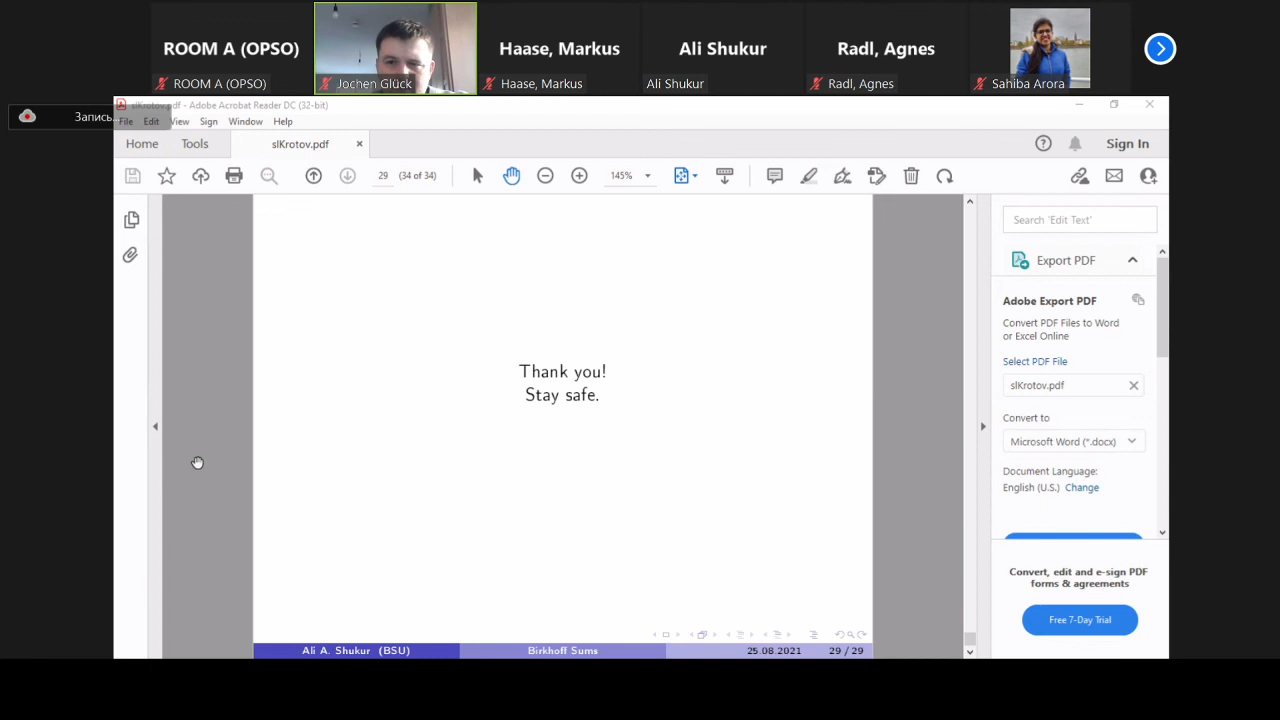 ROOM A (OPSO)
Haase, Markus
Ali Shukur
Radl, Agnes
ROOM A (OPSO)
Jochen Glück
Haase, Markus
Ali Shukur
Radl, Agnes
Sahiba Arora
Запись...
slKrotov.pdf - Adobe Acrobat Reader DC (32-bit)
File Edit View Sign Window Help
Home Tools slKrotov.pdf × Sign In
29 (34 of 34) 145%
Search 'Edit Text'
Export PDF
Adobe Export PDF
Convert PDF Files to Word
or Excel Online
Select PDF File
slKrotov.pdf
Convert to
Microsoft Word (*.docx)
Document Language:
English (U.S.) Change
Convert, edit and e-sign PDF
forms & agreements
Free 7-Day Trial
Thank you!
Stay safe.
Ali A. Shukur (BSU) Birkhoff Sums 25.08.2021 29 / 29